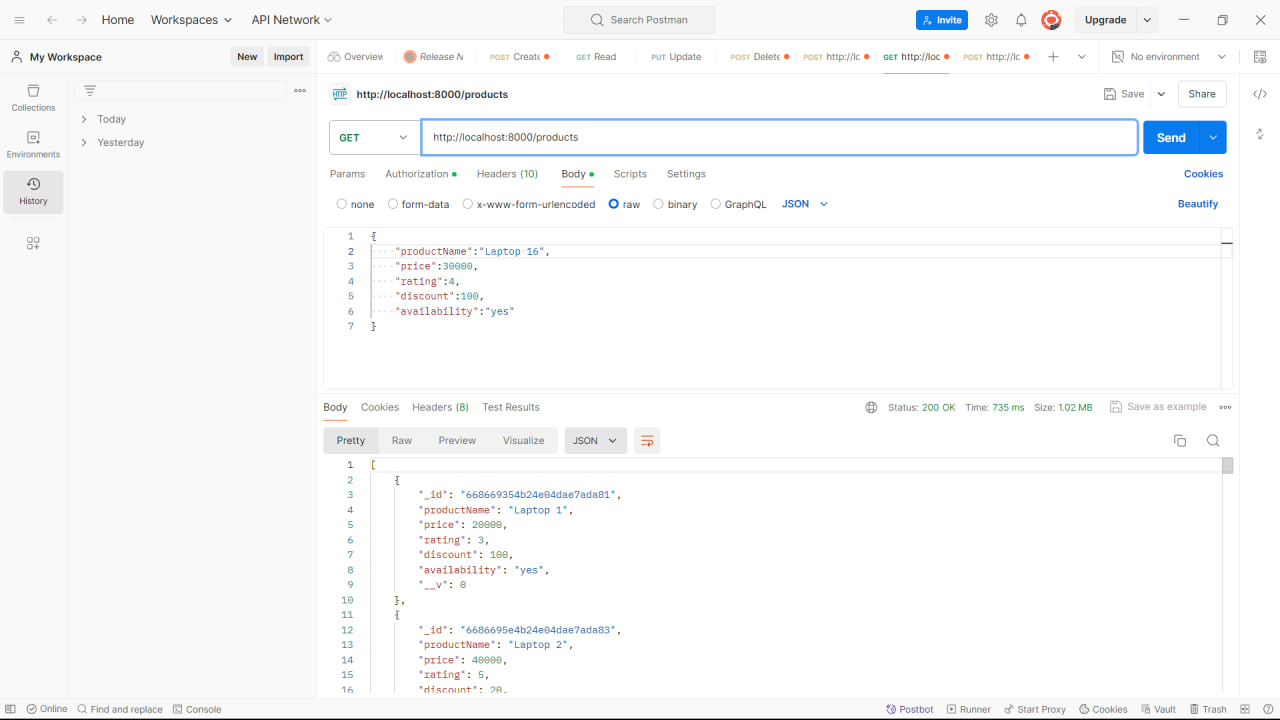 Home
Workspaces
API Network
Search Postman
Invite
Upgrade
My Workspace
New
Import
Overview
Release N
POST Create
GET Read
PUT Update
POST Delete
POST http://lc
GET http://loc
POST http://lc
No environment
Collections
Environments
History
Today
Yesterday
HTTP http://localhost:8000/products
Save
Share
GET
http://localhost:8000/products
Send
Params
Authorization
Headers (10)
Body
Scripts
Settings
Cookies
none
form-data
x-www-form-urlencoded
raw
binary
GraphQL
JSON
Beautify
1 {
2 "productName":"Laptop 16",
3 "price":30000,
4 "rating":4,
5 "discount":100,
6 "availability":"yes"
7 }
Body
Cookies
Headers (8)
Test Results
Status: 200 OK
Time: 735 ms
Size: 1.02 MB
Save as example
Pretty
Raw
Preview
Visualize
JSON
1 [
2 {
3 "_id": "668669354b24e04dae7ada81",
4 "productName": "Laptop 1",
5 "price": 20000,
6 "rating": 3,
7 "discount": 100,
8 "availability": "yes",
9 "__v": 0
10 },
11 {
12 "_id": "6686695e4b24e04dae7ada83",
13 "productName": "Laptop 2",
14 "price": 40000,
15 "rating": 5,
16 "discount": 20,
Online
Find and replace
Console
Postbot
Runner
Start Proxy
Cookies
Vault
Trash